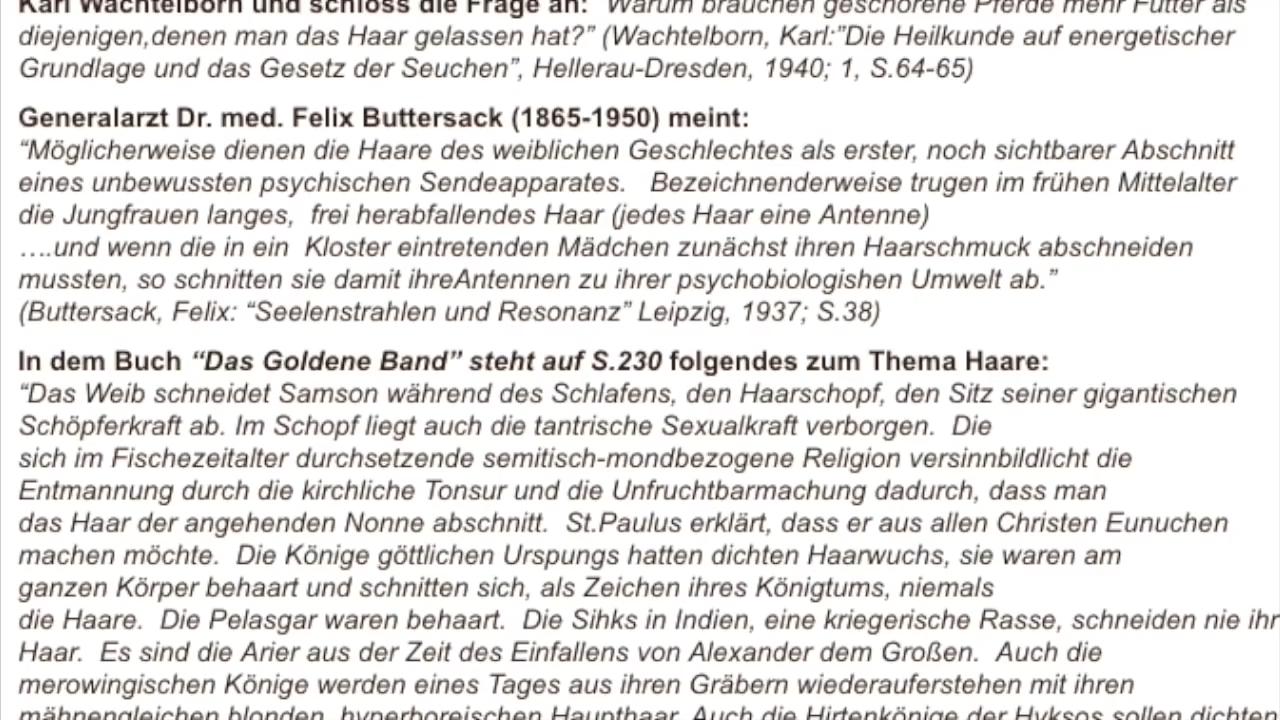 Karl Wachtelborn und schloss die Frage an: “Warum brauchen geschorene Pferde mehr Futter als
diejenigen,denen man das Haar gelassen hat?” (Wachtelborn, Karl:”Die Heilkunde auf energetischer
Grundlage und das Gesetz der Seuchen”, Hellerau-Dresden, 1940; 1, S.64-65)
Generalarzt Dr. med. Felix Buttersack (1865-1950) meint:
“Möglicherweise dienen die Haare des weiblichen Geschlechtes als erster, noch sichtbarer Abschnitt
eines unbewussten psychischen Sendeapparates.   Bezeichnenderweise trugen im frühen Mittelalter
die Jungfrauen langes,  frei herabfallendes Haar (jedes Haar eine Antenne)
….und wenn die in ein  Kloster eintretenden Mädchen zunächst ihren Haarschmuck abschneiden
mussten, so schnitten sie damit ihreAntennen zu ihrer psychobiologishen Umwelt ab.”
(Buttersack, Felix: “Seelenstrahlen und Resonanz” Leipzig, 1937; S.38)
In dem Buch “Das Goldene Band” steht auf S.230 folgendes zum Thema Haare:
“Das Weib schneidet Samson während des Schlafens, den Haarschopf, den Sitz seiner gigantischen
Schöpferkraft ab. Im Schopf liegt auch die tantrische Sexualkraft verborgen.  Die
sich im Fischezeitalter durchsetzende semitisch-mondbezogene Religion versinnbildlicht die
Entmannung durch die kirchliche Tonsur und die Unfruchtbarmachung dadurch, dass man
das Haar der angehenden Nonne abschnitt.  St.Paulus erklärt, dass er aus allen Christen Eunuchen
machen möchte.  Die Könige göttlichen Urspungs hatten dichten Haarwuchs, sie waren am
ganzen Körper behaart und schnitten sich, als Zeichen ihres Königtums, niemals
die Haare.  Die Pelasgar waren behaart.  Die Sihks in Indien, eine kriegerische Rasse, schneiden nie ihr
Haar.  Es sind die Arier aus der Zeit des Einfallens von Alexander dem Großen.  Auch die
merowingischen Könige werden eines Tages aus ihren Gräbern wiederauferstehen mit ihren
mähnengleichen blonden, hyperboreischen Haupthaar. Auch die Hirtenkönige der Hyksos sollen dichten